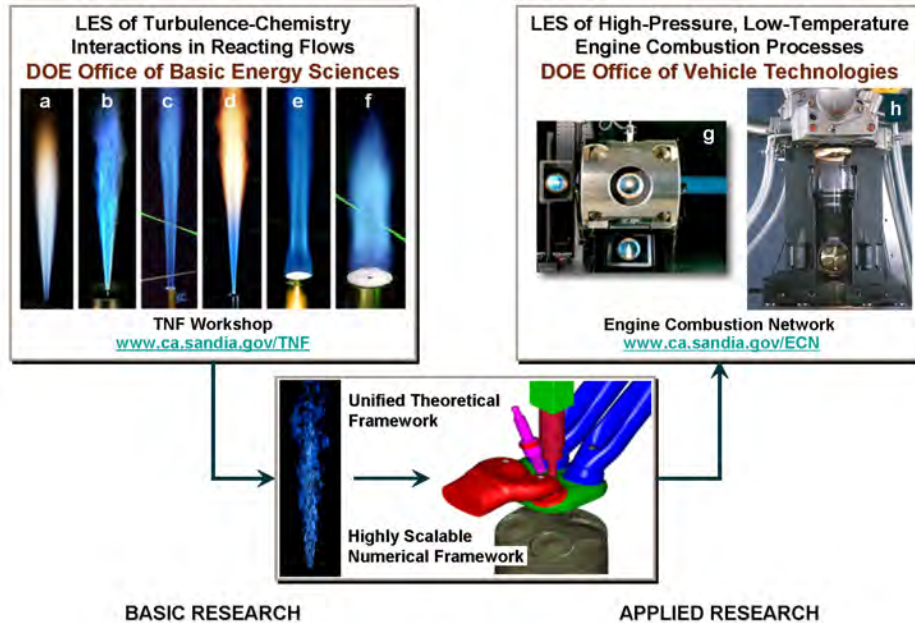 LES of Turbulence-Chemistry
Interactions in Reacting Flows
DOE Office of Basic Energy Sciences
a b c d e f
TNF Workshop
www.ca.sandia.gov/TNF
LES of High-Pressure, Low-Temperature
Engine Combustion Processes
DOE Office of Vehicle Technologies
g h
Engine Combustion Network
www.ca.sandia.gov/ECN
Unified Theoretical
Framework
Highly Scalable
Numerical Framework
BASIC RESEARCH
APPLIED RESEARCH